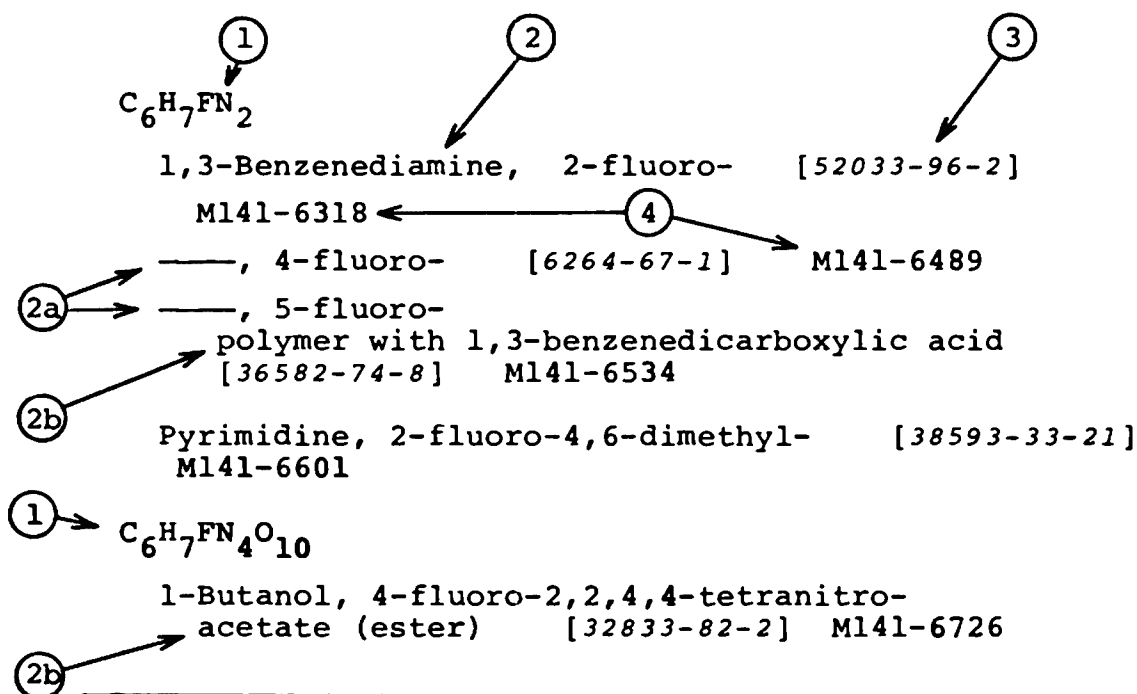 1 2 3
C6H7FN2
1,3-Benzenediamine, 2-fluoro- [52033-96-2]
M141-6318 4
———, 4-fluoro- [6264-67-1] M141-6489
2a ———, 5-fluoro-
polymer with 1,3-benzenedicarboxylic acid
[36582-74-8] M141-6534
2b
Pyrimidine, 2-fluoro-4,6-dimethyl- [38593-33-21]
M141-6601
1 C6H7FN4O10
1-Butanol, 4-fluoro-2,2,4,4-tetranitro-
acetate (ester) [32833-82-2] M141-6726
2b